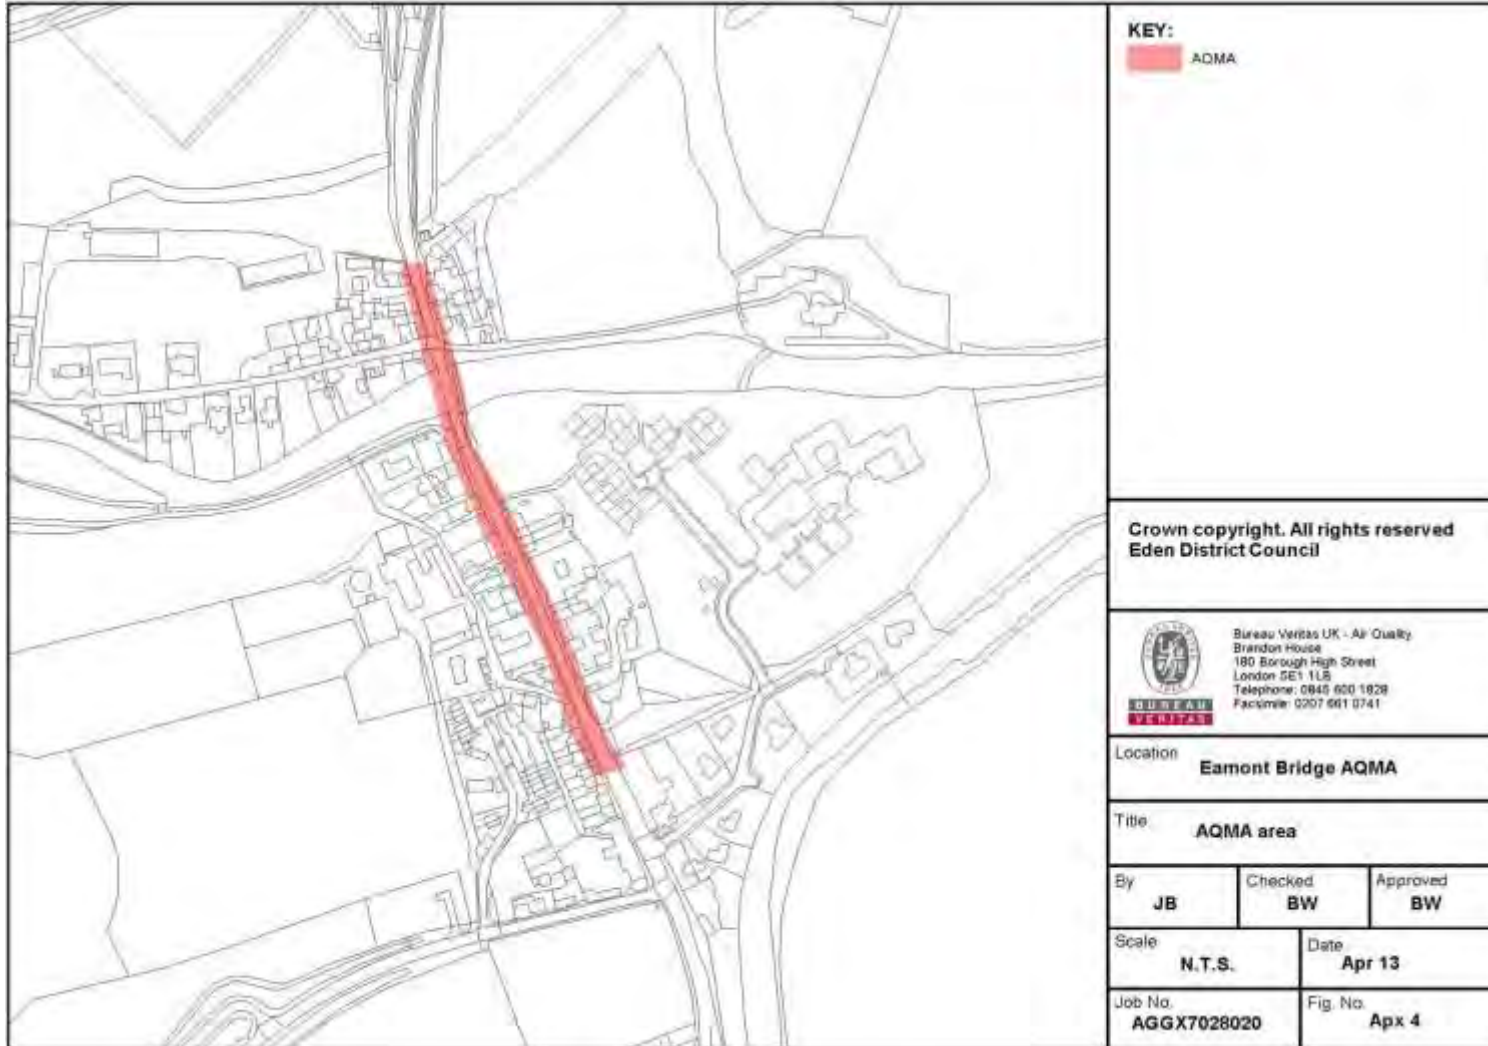 KEY:
AQMA
Crown copyright. All rights reserved
Eden District Council
Bureau Veritas UK - Air Quality
Brandon House
180 Borough High Street
London SE1 1LB
Telephone: 0845 600 1828
Facsimile: 0207 661 0741
BUREAU
VERITAS
Location
Eamont Bridge AQMA
Title
AQMA area
By
JB
Checked
BW
Approved
BW
Scale
N.T.S.
Date
Apr 13
Job No.
AGGX7028020
Fig. No.
Apx 4